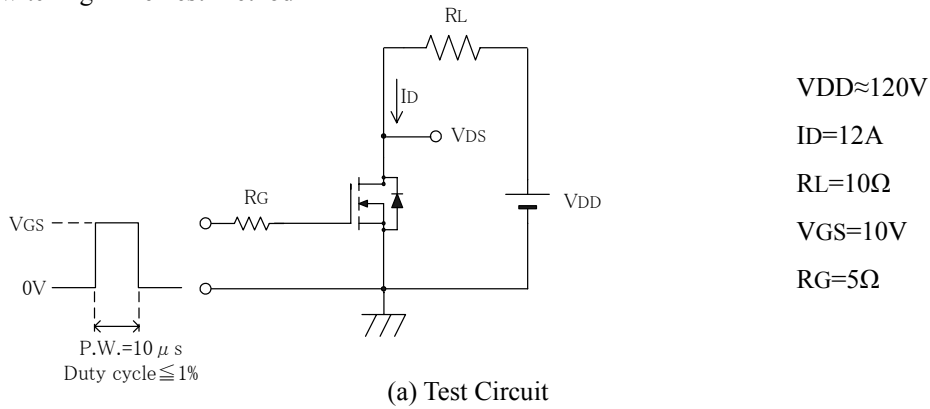 RL
ID
VDS
RG
VDD
VGS
0V
P.W.=10 μ s
Duty cycle≦1%
VDD≈120V
ID=12A
RL=10Ω
VGS=10V
RG=5Ω
(a) Test Circuit